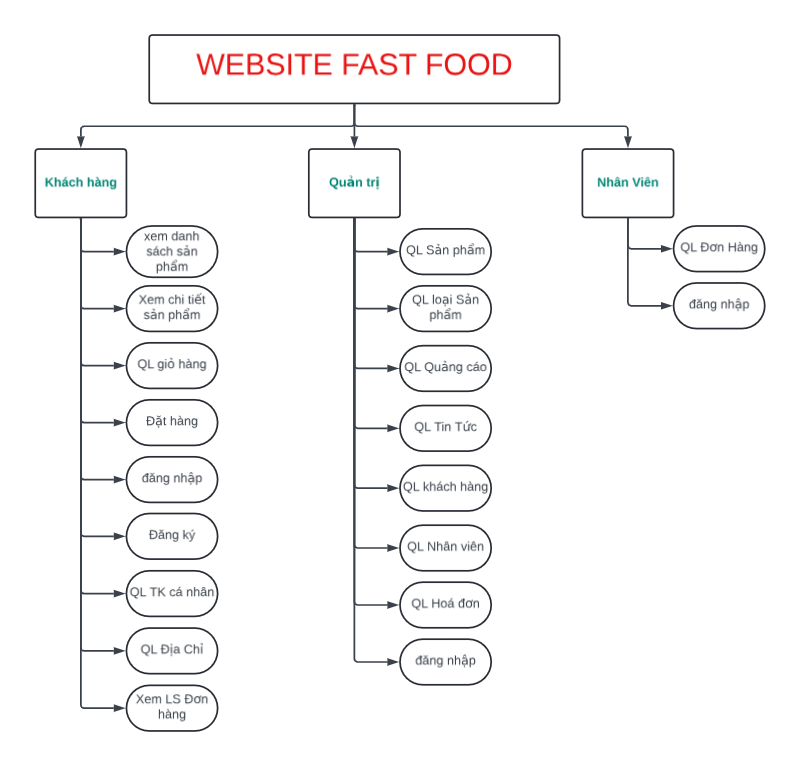 WEBSITE FAST FOOD
Khách hàng
xem danh
sách sản
phẩm
Xem chi tiết
sản phẩm
QL giỏ hàng
Đặt hàng
đăng nhập
Đăng ký
QL TK cá nhân
QL Địa Chỉ
Xem LS Đơn
hàng
Quản trị
QL Sản phẩm
QL loại Sản
phẩm
QL Quảng cáo
QL Tin Tức
QL khách hàng
QL Nhân viên
QL Hoá đơn
đăng nhập
Nhân Viên
QL Đơn Hàng
đăng nhập